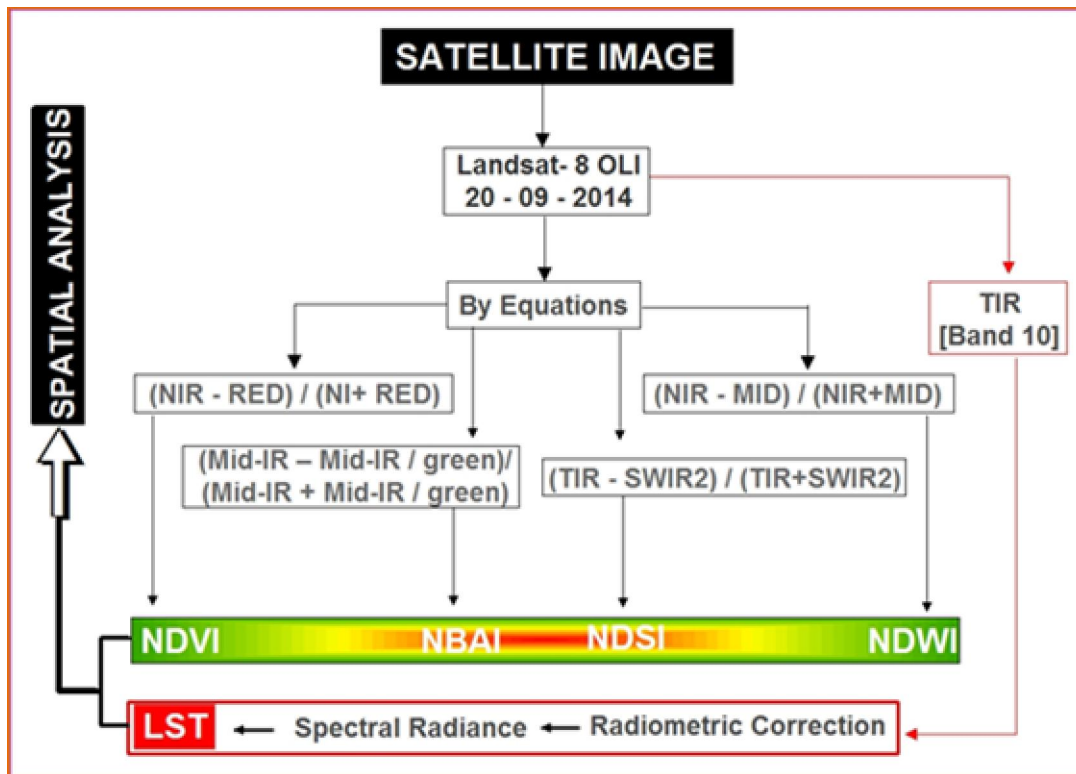 SATELLITE IMAGE
SPATIAL ANALYSIS
Landsat- 8 OLI
20 - 09 - 2014
By Equations
TIR
[Band 10]
(NIR - RED) / (NI+ RED)
(NIR - MID) / (NIR+MID)
(Mid-IR – Mid-IR / green)/
(Mid-IR + Mid-IR / green)
(TIR - SWIR2) / (TIR+SWIR2)
NDVI
NBAI
NDSI
NDWI
LST
Spectral Radiance
Radiometric Correction